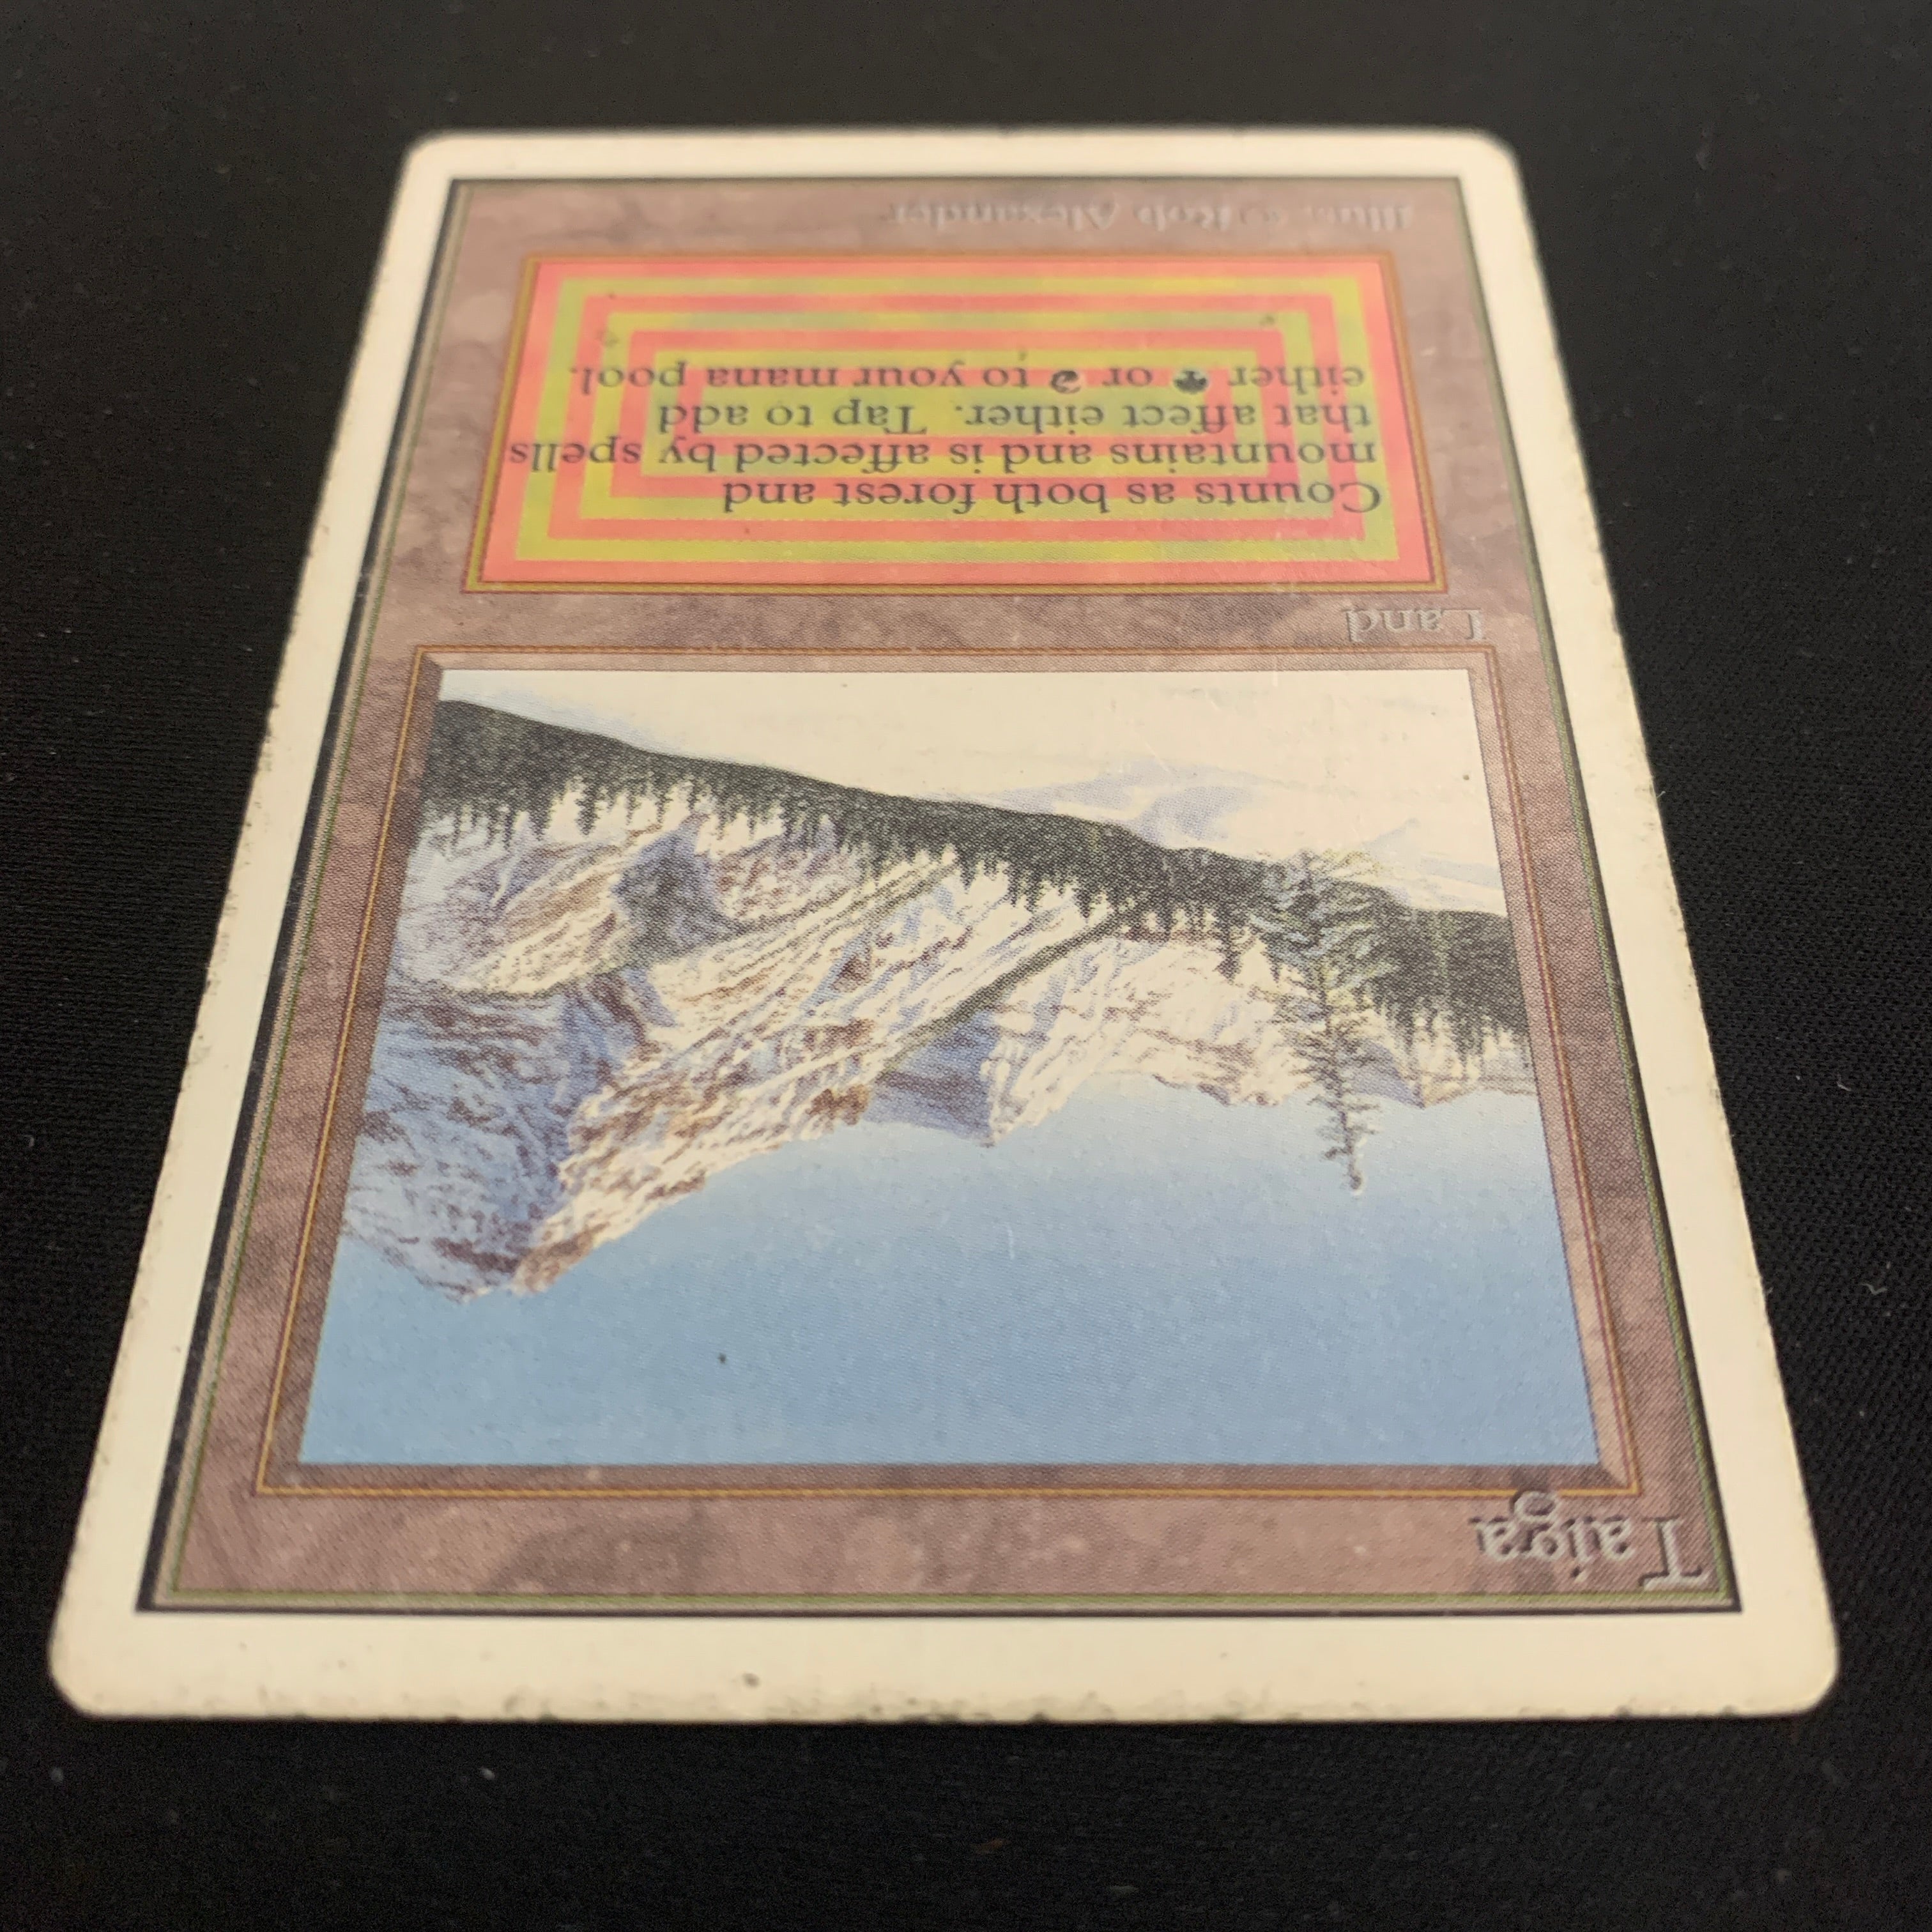 Taiga
Land
Counts as both forest and
mountains and is affected by spells
that affect either. Tap to add
either or to your mana pool.
Illus. © Rob Alexander